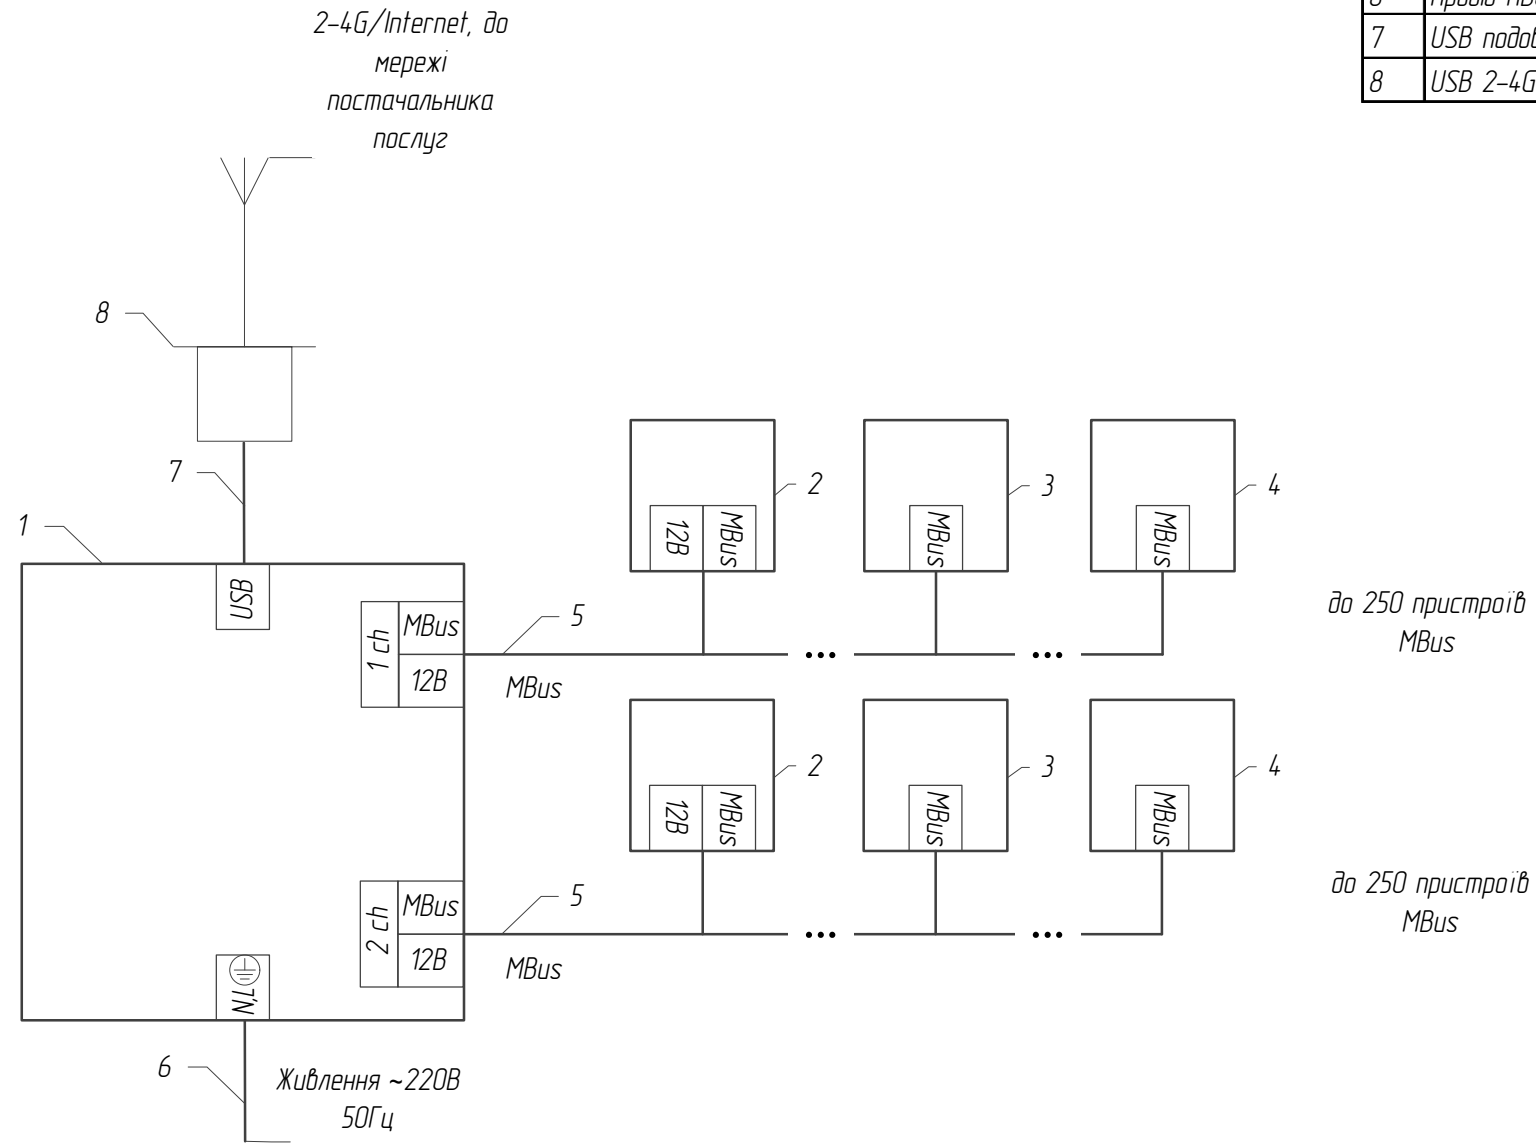 2-4G/Internet, до
мережі
постачальника
послуг
7 USB
8 USB 2-4G
8
7
1
USB
1 ch
MBus
12В
5
MBus
12В
MBus
2
MBus
3
MBus
4
до 250 пристроїв
MBus
2 ch
MBus
12В
5
MBus
12В
MBus
2
MBus
3
MBus
4
до 250 пристроїв
MBus
N,L
6
Живлення ~220В
50Гц